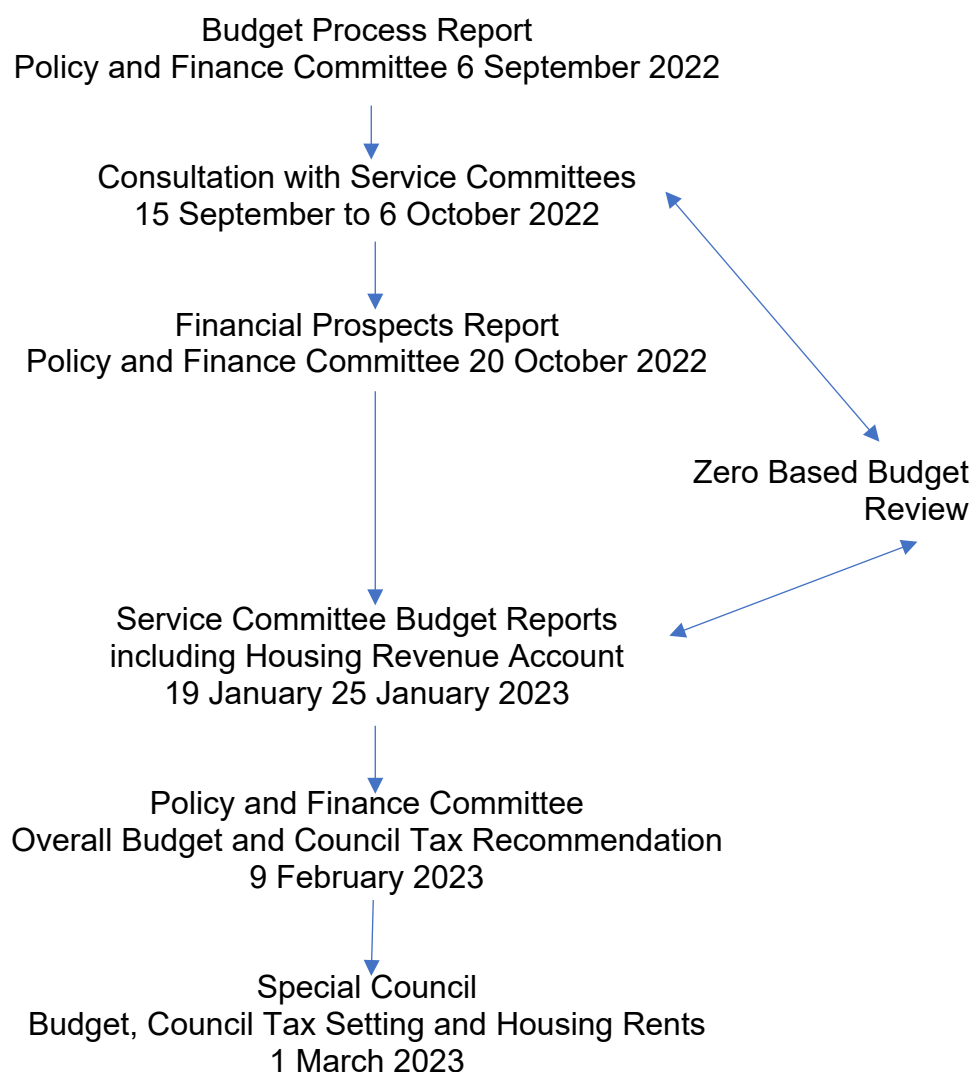 Budget Process Report
Policy and Finance Committee 6 September 2022
Consultation with Service Committees
15 September to 6 October 2022
Financial Prospects Report
Policy and Finance Committee 20 October 2022
Zero Based Budget
Review
Service Committee Budget Reports
including Housing Revenue Account
19 January 25 January 2023
Policy and Finance Committee
Overall Budget and Council Tax Recommendation
9 February 2023
Special Council
Budget, Council Tax Setting and Housing Rents
1 March 2023